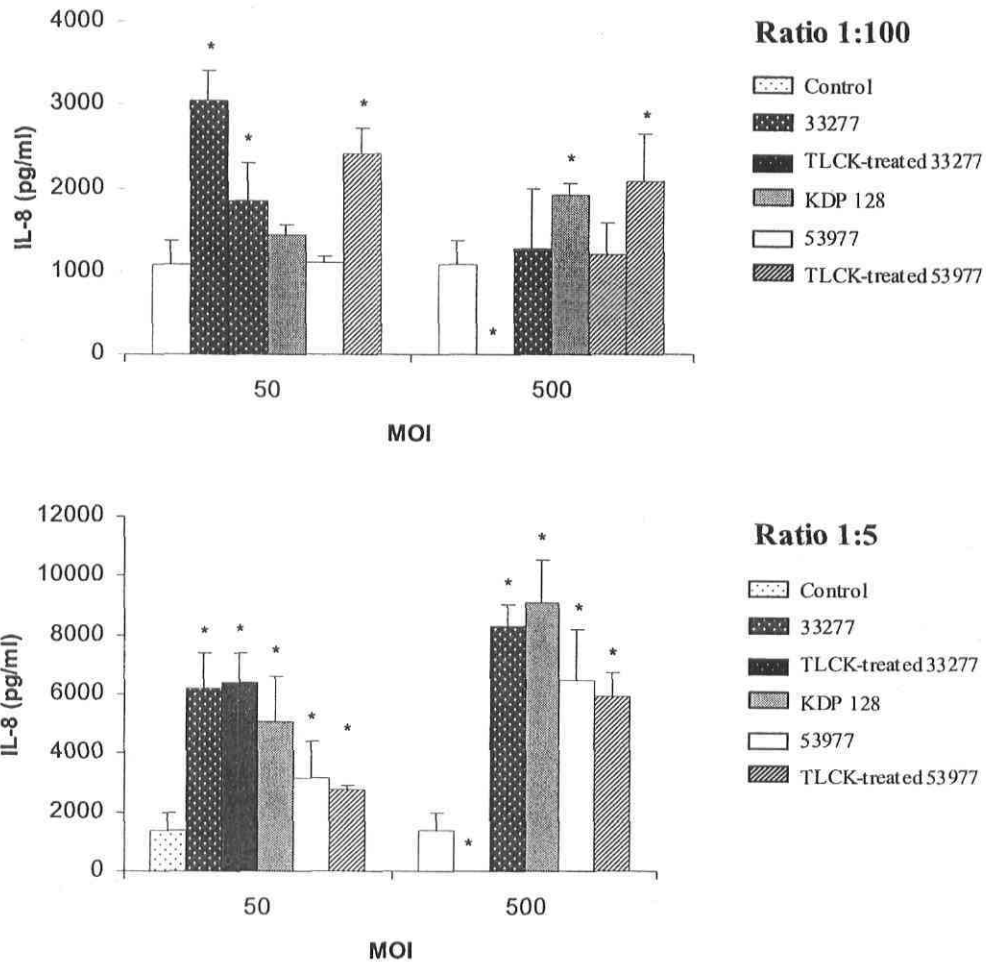 Ratio 1:100
Control
33277
TLCK-treated 33277
KDP 128
53977
TLCK-treated 53977
IL-8 (pg/ml)
4000
3000
2000
1000
0
*
*
*
*
*
*
50
500
MOI
Ratio 1:5
Control
33277
TLCK-treated 33277
KDP 128
53977
TLCK-treated 53977
IL-8 (pg/ml)
12000
10000
8000
6000
4000
2000
0
*
*
*
*
*
*
*
*
*
*
50
500
MOI